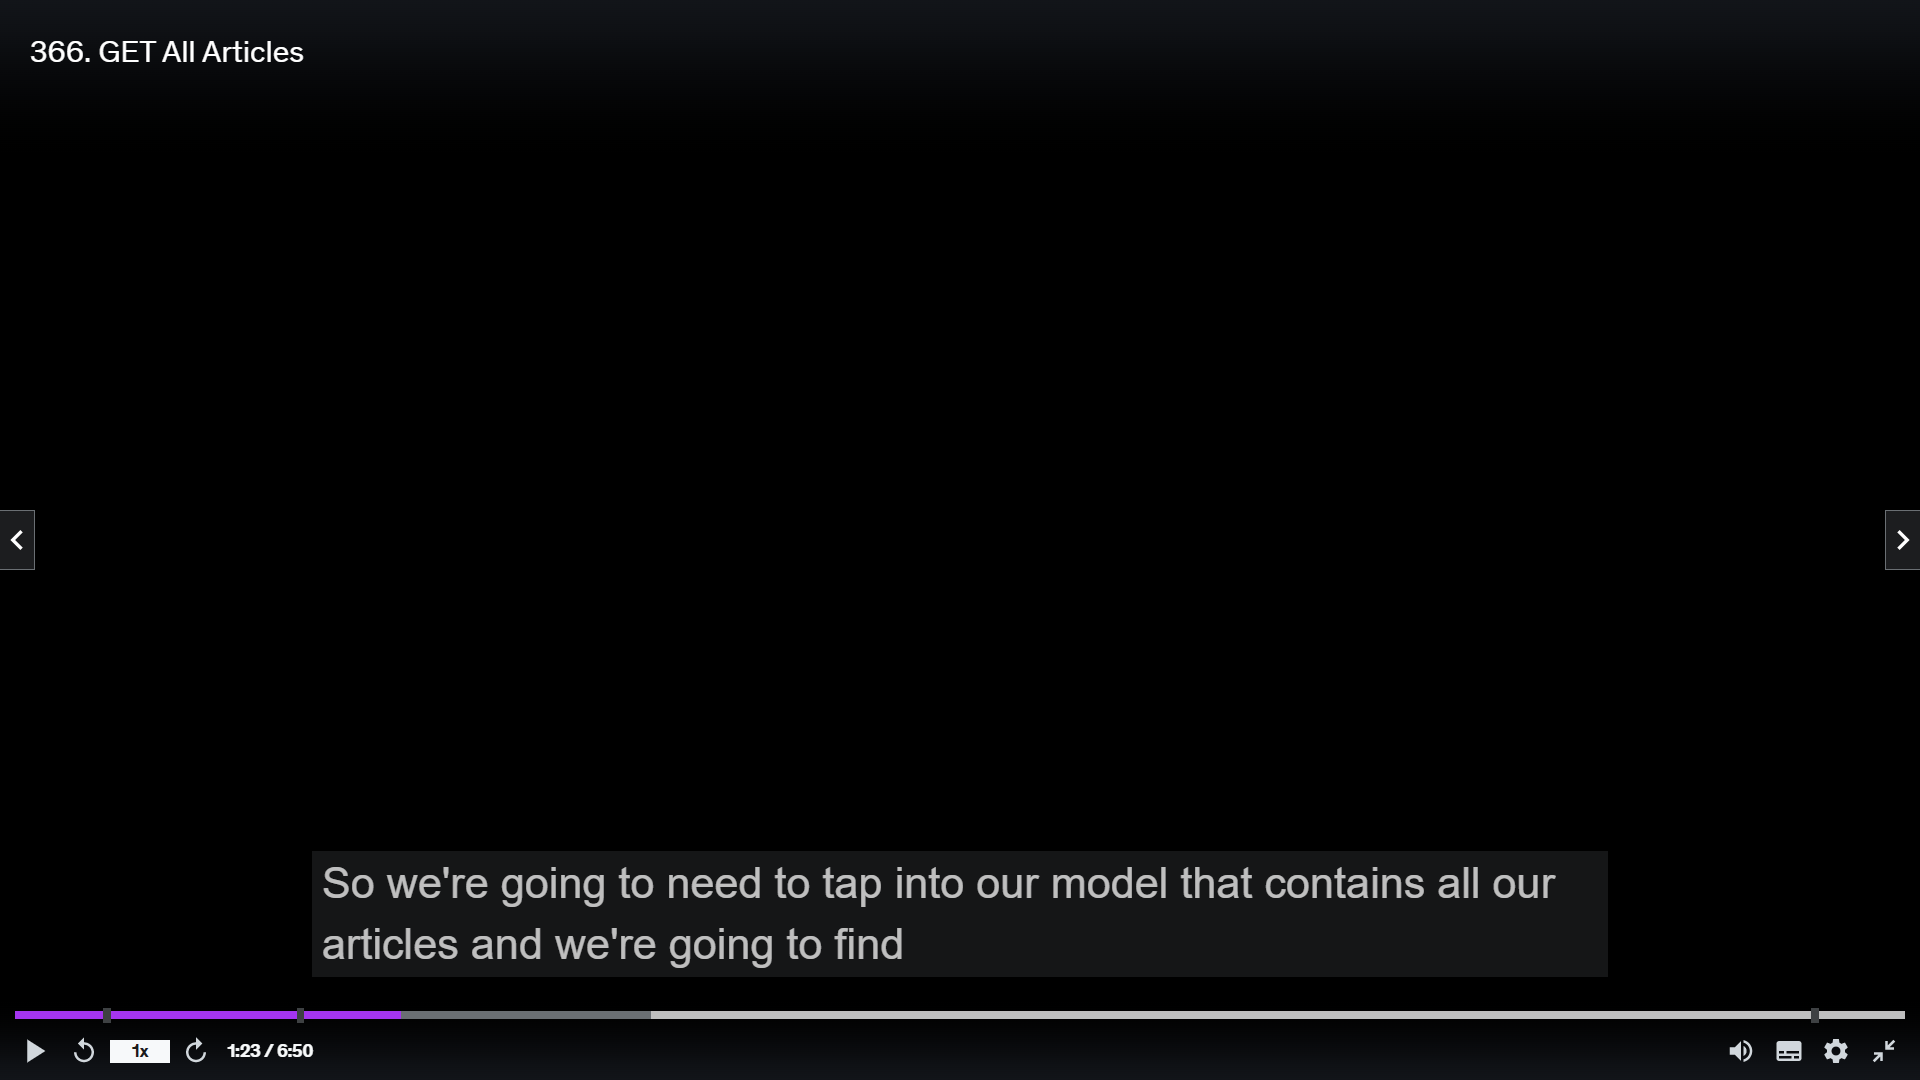 366. GET All Articles
So we're going to need to tap into our model that contains all our
articles and we're going to find
1x
1:23 / 6:50